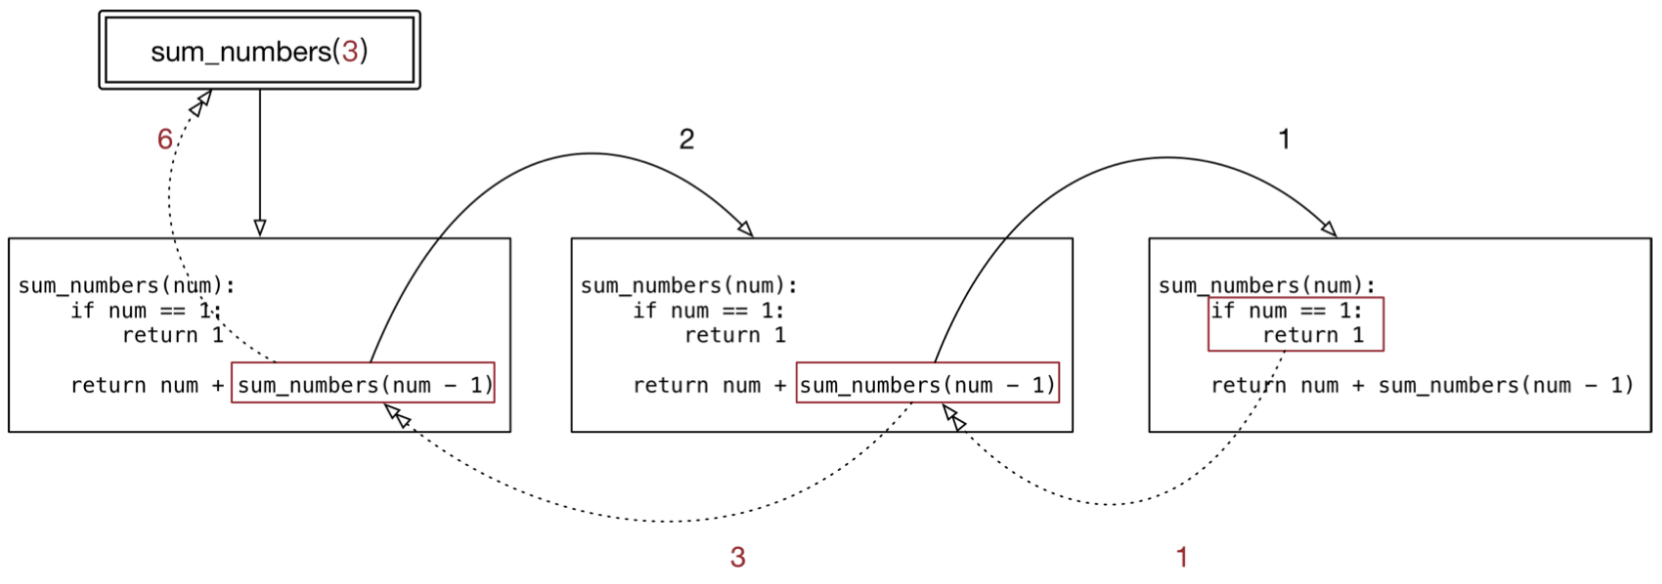 sum_numbers(3)
6
2
1
sum_numbers(num):
if num == 1:
return 1
return num + sum_numbers(num - 1)
sum_numbers(num):
if num == 1:
return 1
return num + sum_numbers(num - 1)
sum_numbers(num):
if num == 1:
return 1
return num + sum_numbers(num - 1)
3
1